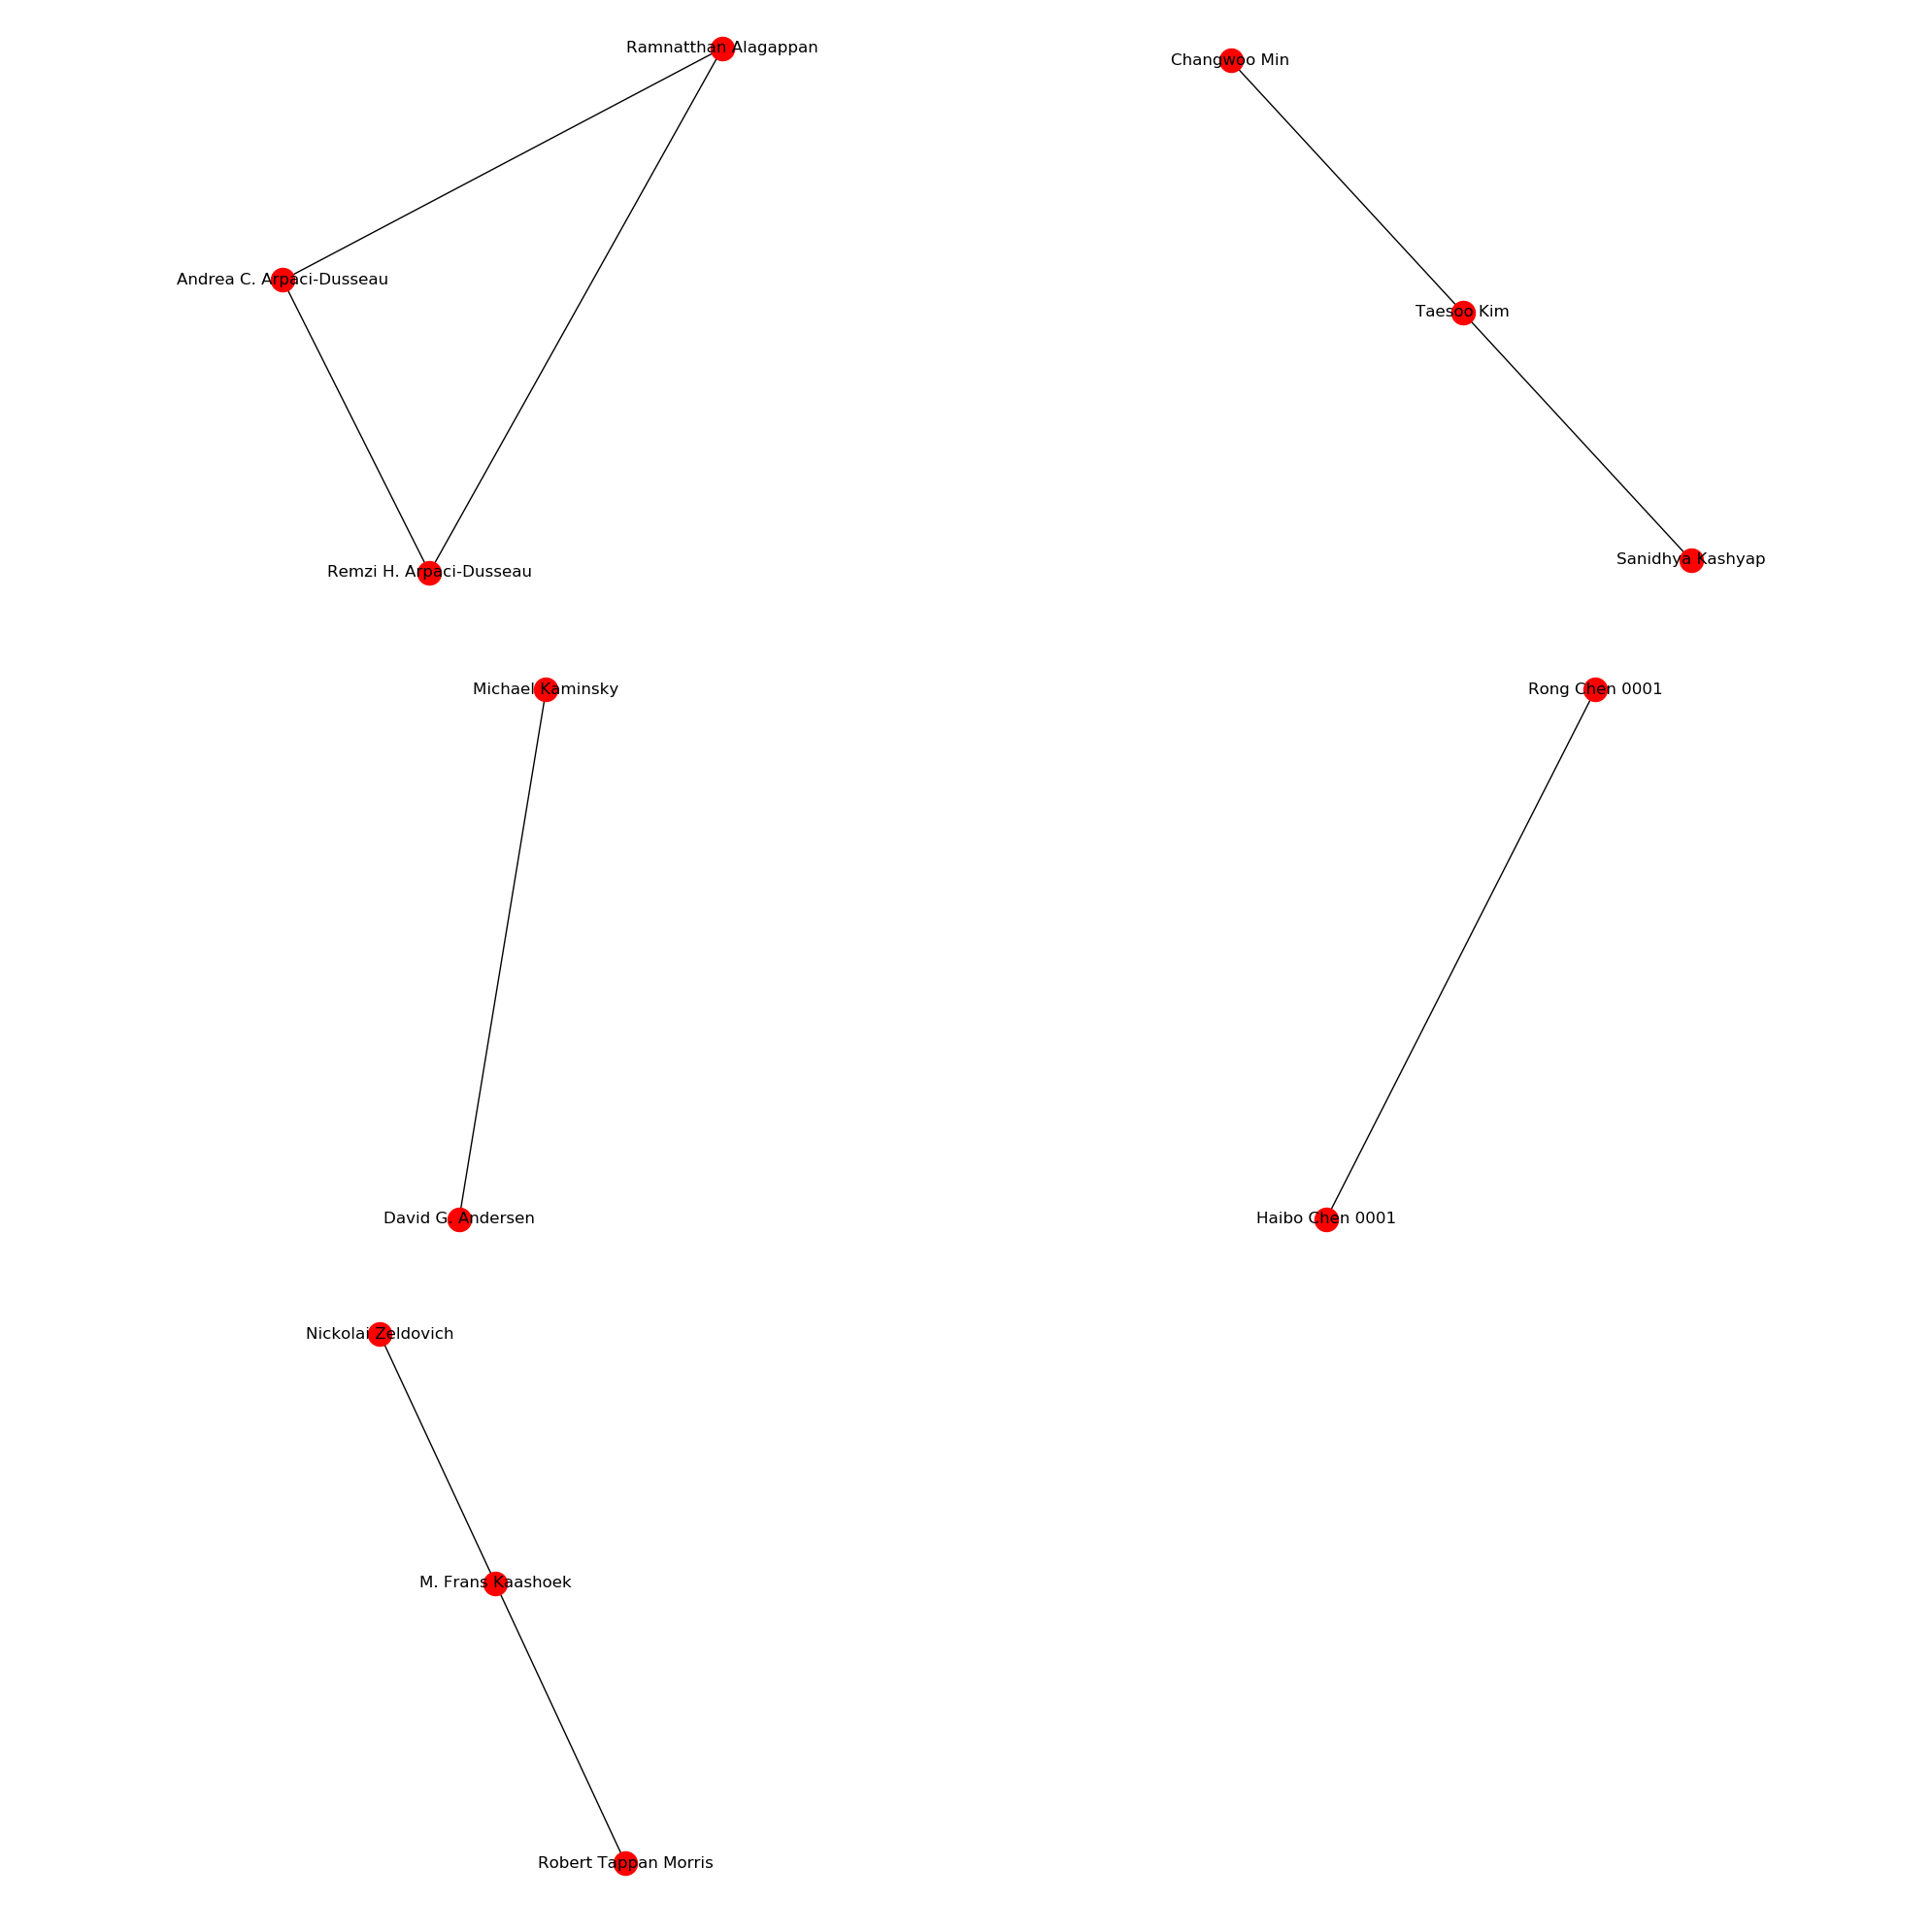 Ramnatthan Alagappan
Changwoo Min
Andrea C. Arpaci-Dusseau
Taesoo Kim
Sanidhya Kashyap
Remzi H. Arpaci-Dusseau
Michael Kaminsky
Rong Chen 0001
David G. Andersen
Haibo Chen 0001
Nickolai Zeldovich
M. Frans Kaashoek
Robert Tappan Morris